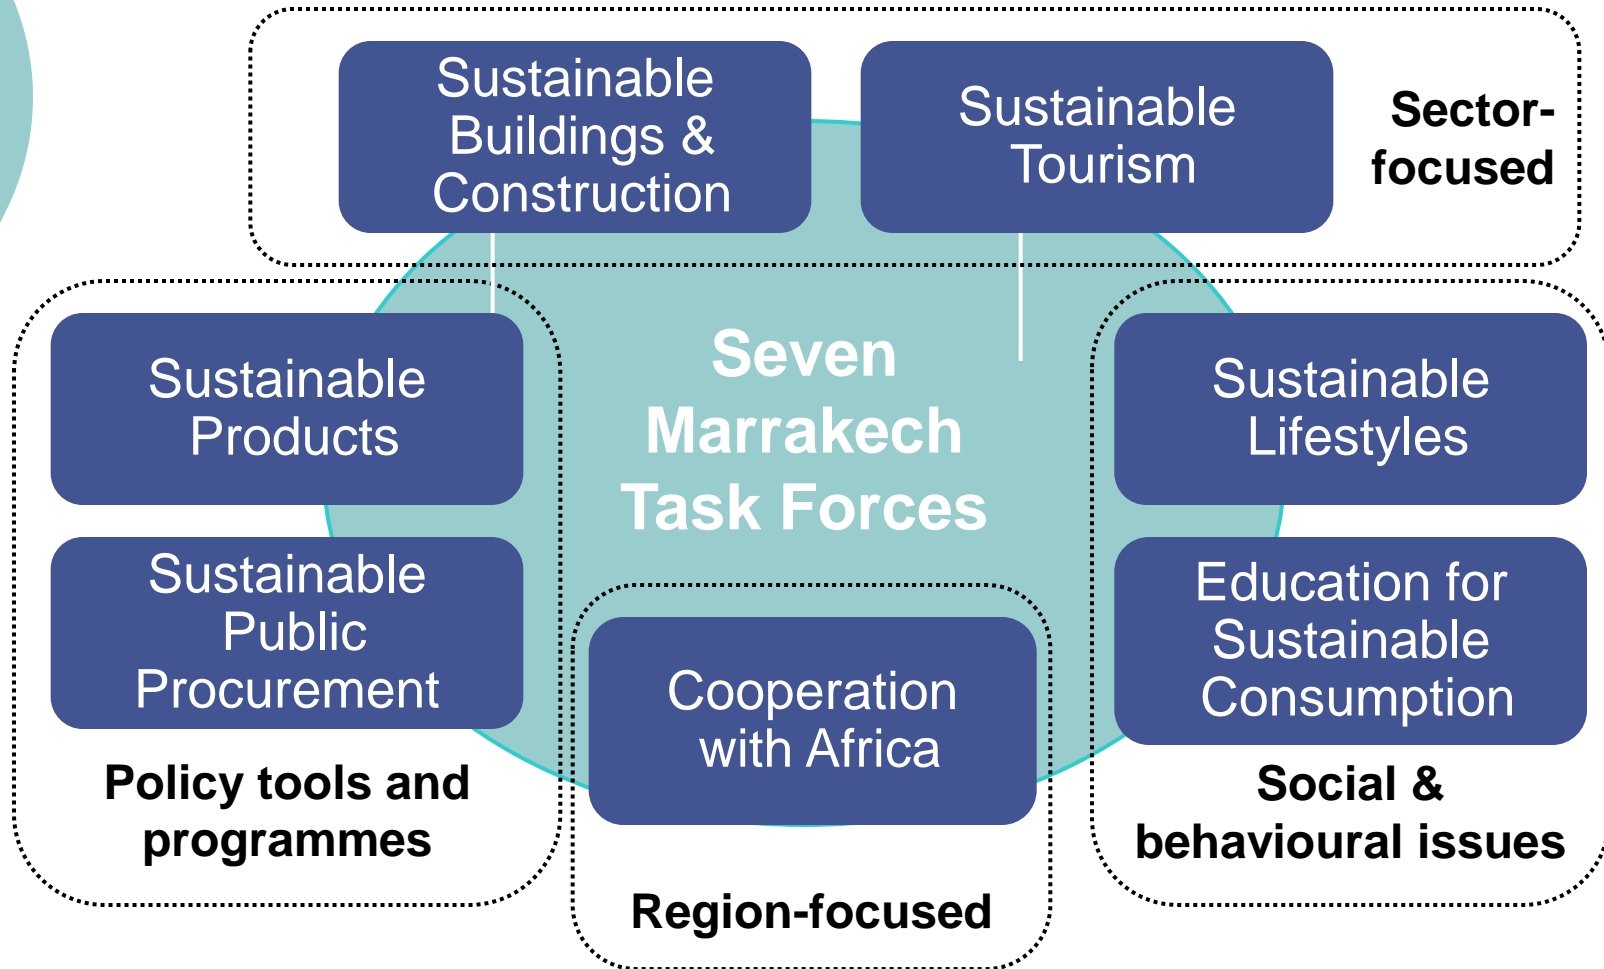 Sustainable
Buildings &
Construction
Sustainable
Tourism
Sector-
focused
Seven
Marrakech
Task Forces
Sustainable
Products
Sustainable
Public
Procurement
Policy tools and
programmes
Cooperation
with Africa
Region-focused
Sustainable
Lifestyles
Education for
Sustainable
Consumption
Social &
behavioural issues